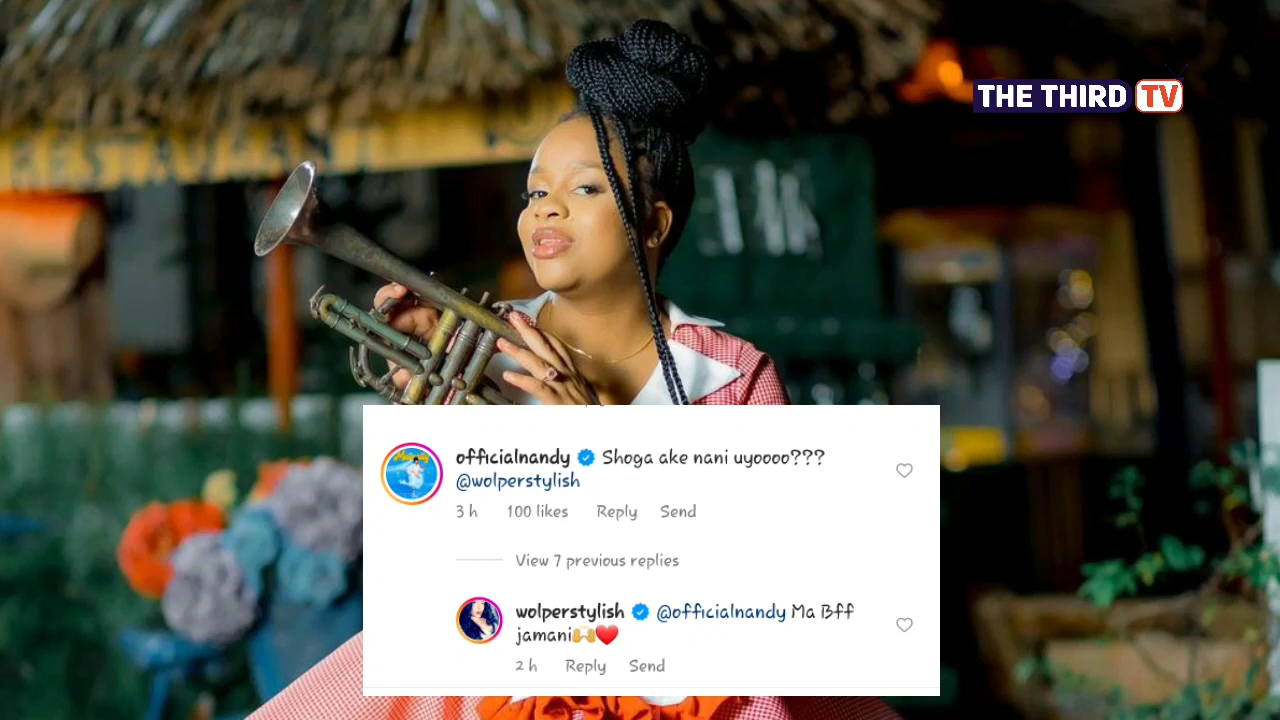 THE THIRD TV
RESTAURANT
officialnandy Shoga ake nani uyoooo???
@wolperstylish
3 h 100 likes Reply Send
View 7 previous replies
wolperstylish @officialnandy Ma Bff
jamani🙌❤️
2 h Reply Send